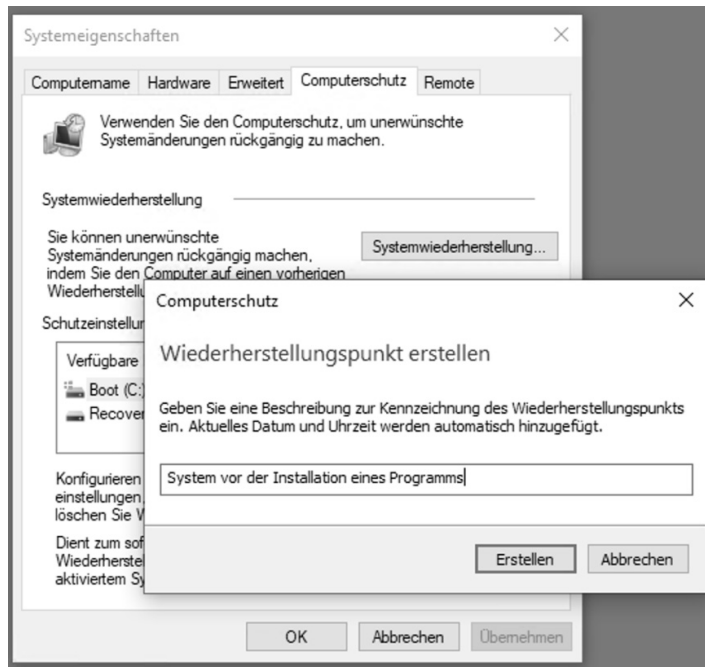 Systemeigenschaften
Computername Hardware Erweitert Computerschutz Remote
Verwenden Sie den Computerschutz, um unerwünschte
Systemänderungen rückgängig zu machen.
Systemwiederherstellung
Sie können unerwünschte
Systemänderungen rückgängig machen,
indem Sie den Computer auf einen vorherigen
Systemwiederherstellung...
Computerschutz
Wiederherstellungspunkt erstellen
Geben Sie eine Beschreibung zur Kennzeichnung des Wiederherstellungspunkts
ein. Aktuelles Datum und Uhrzeit werden automatisch hinzugefügt.
System vor der Installation eines Programms
Erstellen Abbrechen
Verfügbare
Boot (C:)
Konfigurieren
einstellungen,
löschen Sie
Dient zum
OK Abbrechen Übernehmen